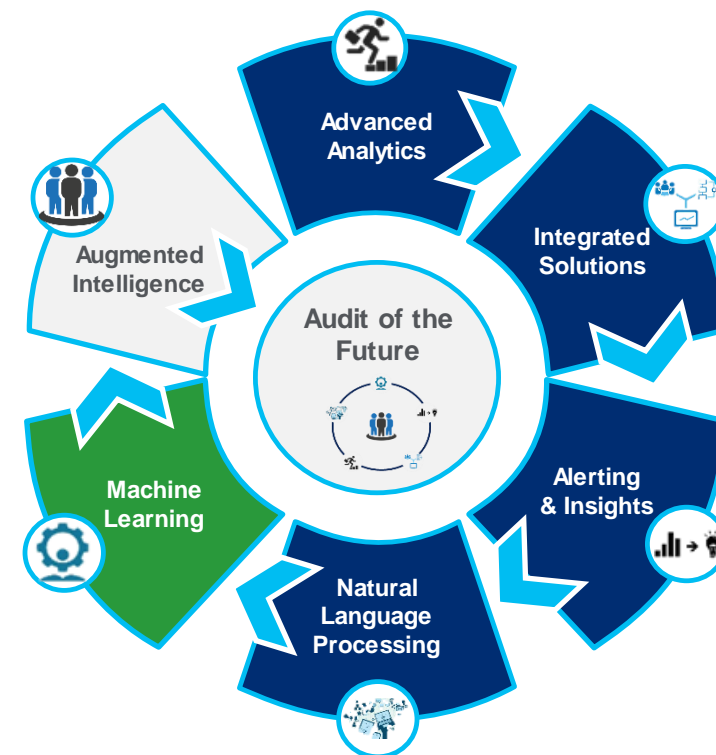 Advanced
Analytics
Integrated
Solutions
Alerting
& Insights
Natural
Language
Processing
Machine
Learning
Augmented
Intelligence
Audit of the
Future